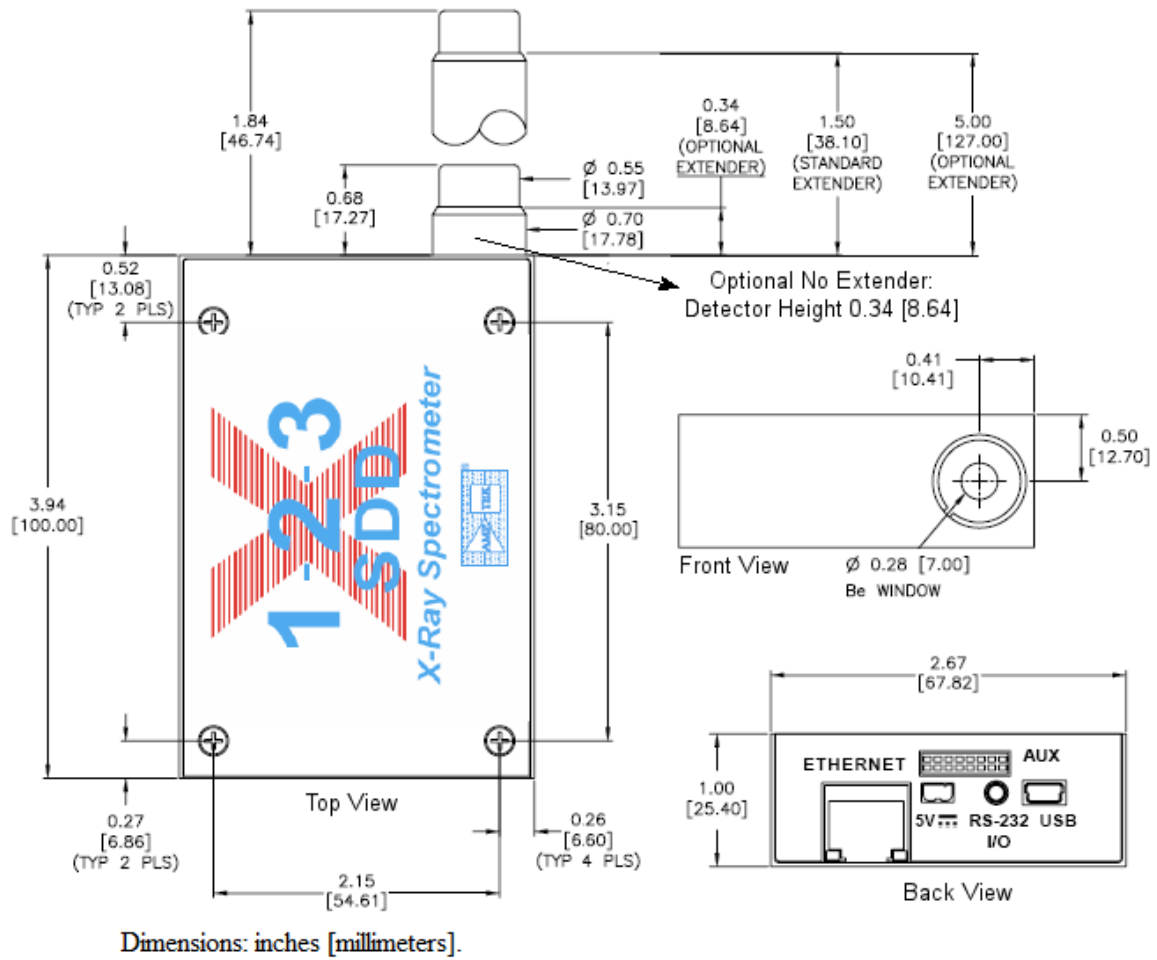 1.84
[46.74]
0.68
[17.27]
Ø 0.55
[13.97]
Ø 0.70
[17.78]
0.34
[8.64]
(OPTIONAL
EXTENDER)
1.50
[38.10]
(STANDARD
EXTENDER)
5.00
[127.00]
(OPTIONAL
EXTENDER)
Optional No Extender:
Detector Height 0.34 [8.64]
0.52
[13.08]
(TYP 2 PLS)
3.94
[100.00]
3.15
[80.00]
1-2-3
SDD
X-Ray Spectrometer
AMP TEK
0.27
[6.86]
(TYP 2 PLS)
Top View
0.26
[6.60]
(TYP 4 PLS)
2.15
[54.61]
0.41
[10.41]
0.50
[12.70]
Front View
Ø 0.28 [7.00]
Be WINDOW
2.67
[67.82]
1.00
[25.40]
ETHERNET
AUX
5V
RS-232
USB
I/O
Back View
Dimensions: inches [millimeters].